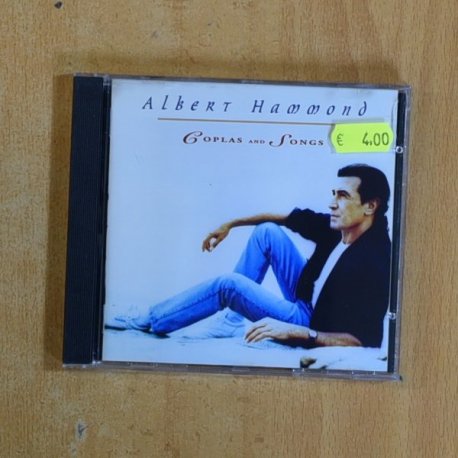 Albert Hammond
Coplas and Songs
€ 4.00